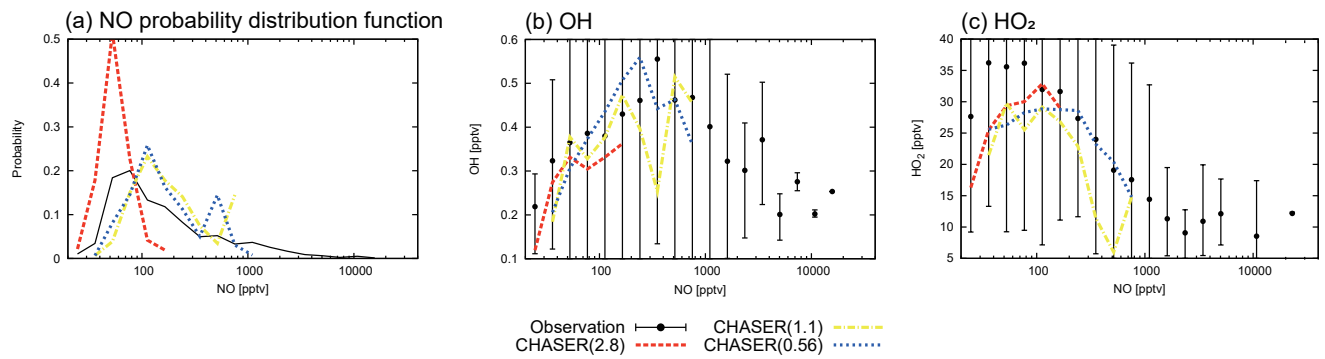 (a) NO probability distribution function
0.5
0.4
0.3
0.2
0.1
0
Probability
100
1000
10000
NO [pptv]
(b) OH
0.6
0.5
0.4
0.3
0.2
0.1
OH [pptv]
100
1000
10000
NO [pptv]
(c) HO₂
40
35
30
25
20
15
10
5
HO₂ [pptv]
100
1000
10000
NO [pptv]
Observation
CHASER(1.1)
CHASER(2.8)
CHASER(0.56)